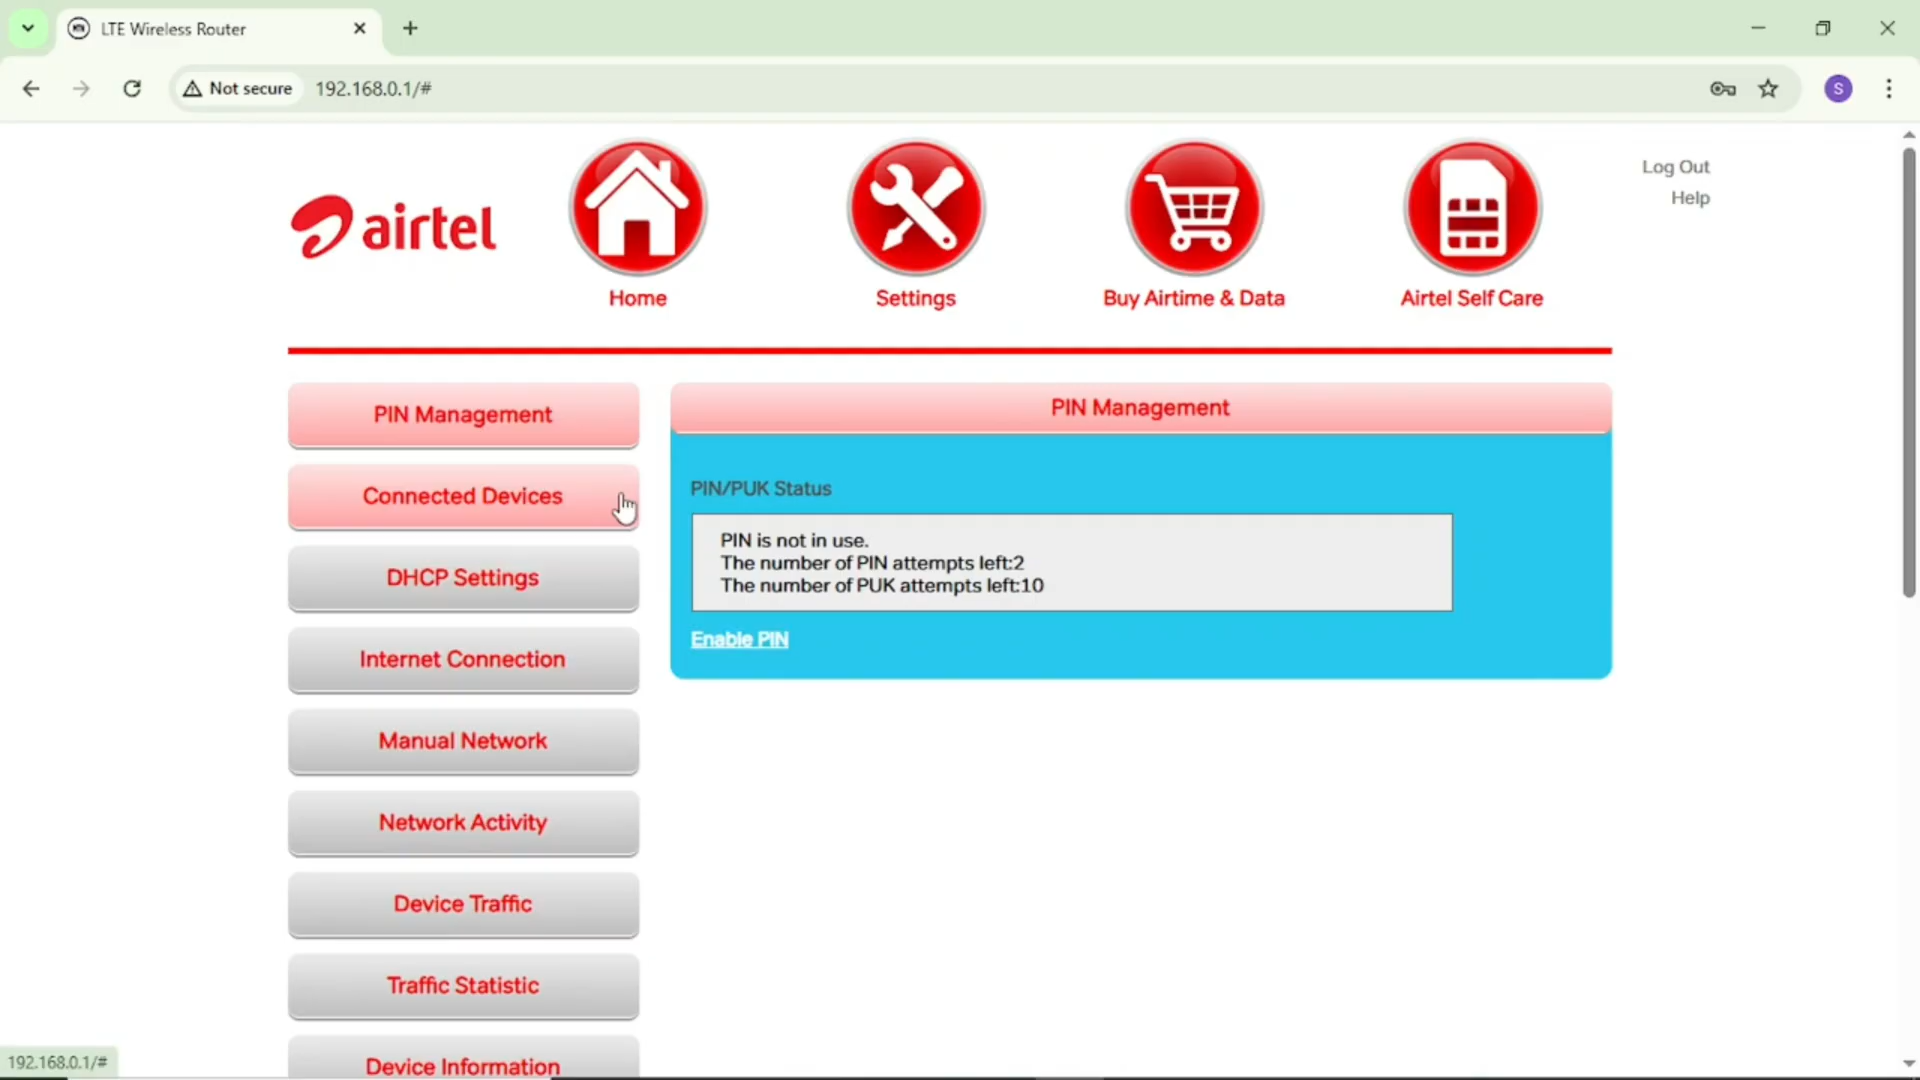 LTE Wireless Router
Not secure
192.168.0.1/#
S
airtel
Home
Settings
Buy Airtime & Data
Airtel Self Care
Log Out
Help
PIN Management
Connected Devices
DHCP Settings
Internet Connection
Manual Network
Network Activity
Device Traffic
Traffic Statistic
Device Information
PIN Management
PIN/PUK Status
PIN is not in use.
The number of PIN attempts left:2
The number of PUK attempts left:10
Enable PIN
192.168.0.1/#